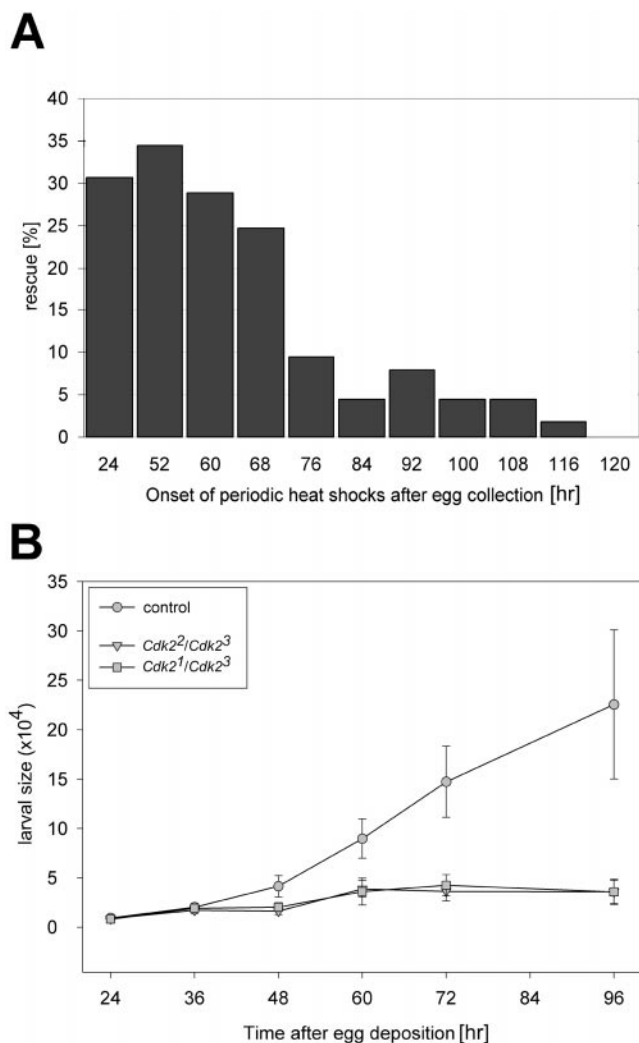 A
40
35
30
25
20
15
10
5
0
rescue [%]
24 52 60 68 76 84 92 100 108 116 120
Onset of periodic heat shocks after egg collection [hr]
B
35
30
25
20
15
10
5
0
larval size (x10⁴)
control
Cdk2²/Cdk2³
Cdk2¹/Cdk2³
24 36 48 60 72 84 96
Time after egg deposition [hr]